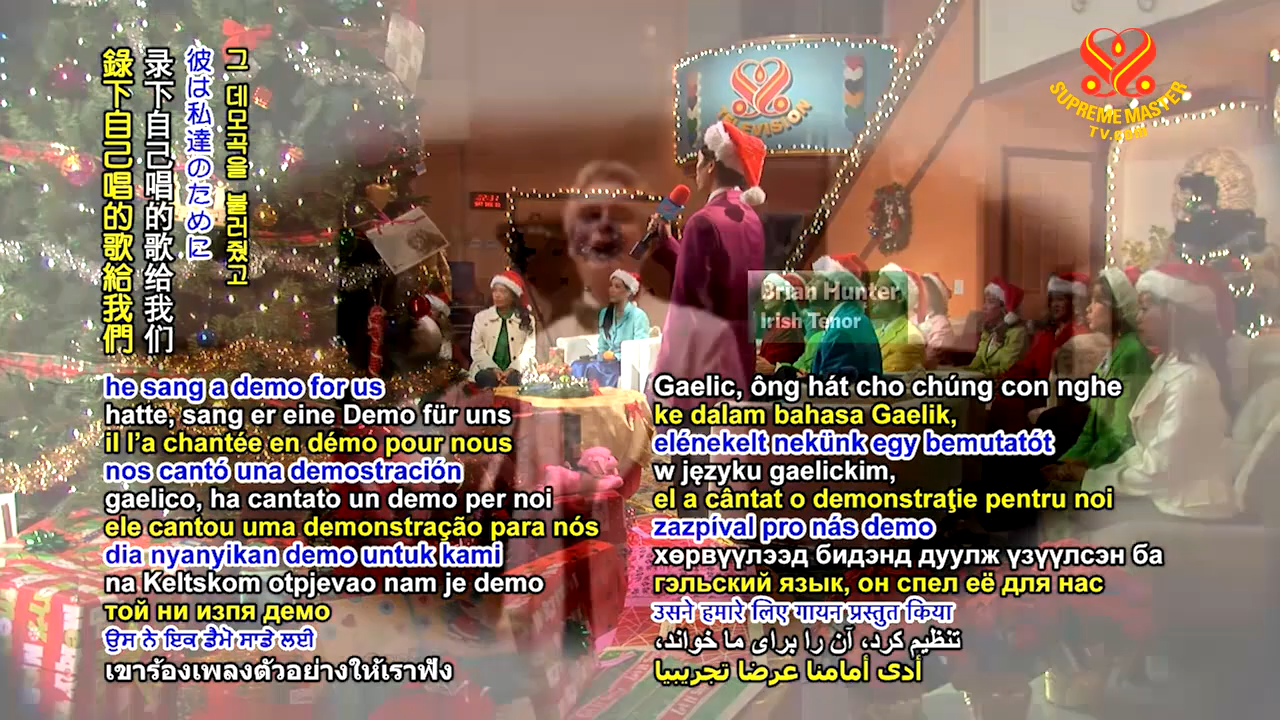 그 데모곡을 불러줬고
彼は私達のために
录下自己唱的歌给我们
錄下自己唱的歌給我們
TELEVISION
SUPREME MASTER
TV.com
Brian Hunter
Irish Tenor
he sang a demo for us
hatte, sang er eine Demo für uns
il l'a chantée en démo pour nous
nos cantó una demostración
gaelico, ha cantato un demo per noi
ele cantou uma demonstração para nós
dia nyanyikan demo untuk kami
na Keltskom otpjevao nam je demo
той ни изпя демо
ਉਸ ਨੇ ਇਕ ਡੈਮੋ ਸਾਡੇ ਲਈ
เขาร้องเพลงตัวอย่างให้เราฟัง
Gaelic, ông hát cho chúng con nghe
ke dalam bahasa Gaelik,
elénekelt nekünk egy bemutatót
w języku gaelickim,
el a cântat o demonstraţie pentru noi
zazpíval pro nás demo
хөрвүүлээд бидэнд дуулж үзүүлсэн ба
гэльский язык, он спел её для нас
उसने हमारे लिए गायन प्रस्तुत किया
تنظیم کرد، آن را برای ما خواند،
أدى أمامنا عرضا تجريبيا